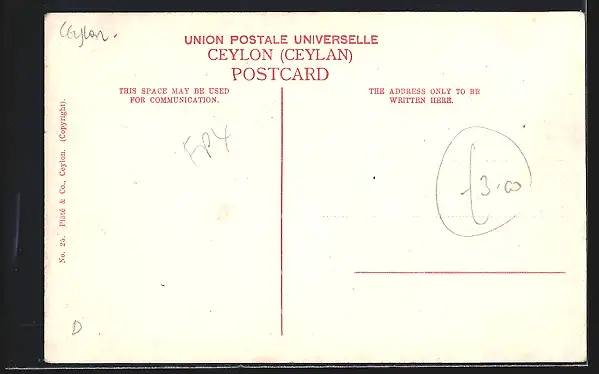 Ceylon.
UNION POSTALE UNIVERSELLE
CEYLON (CEYLAN)
POSTCARD
THIS SPACE MAY BE USED
FOR COMMUNICATION.
THE ADDRESS ONLY TO BE
WRITTEN HERE.
No. 25. Plâté & Co., Ceylon. (Copyright).
FP4
£3.00
D